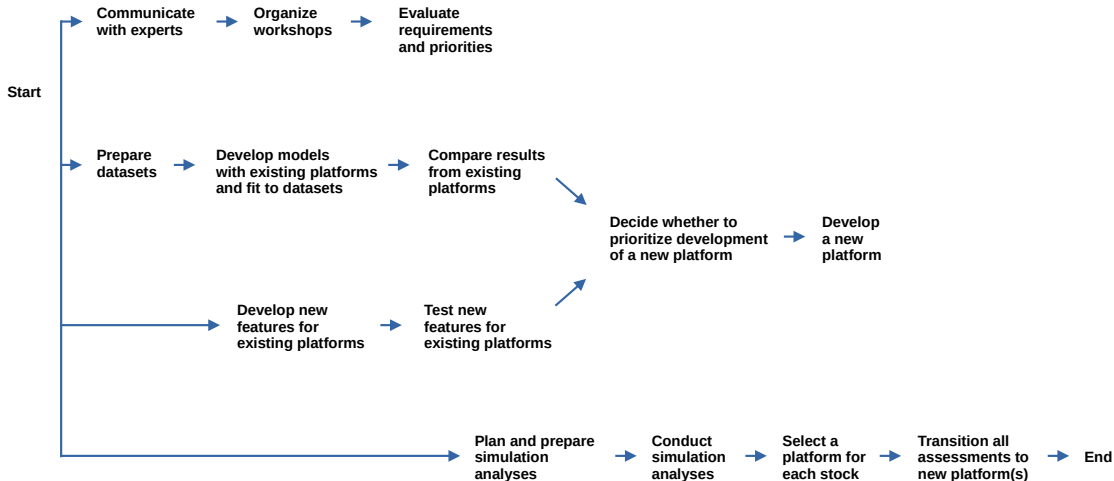 Communicate
with experts
Organize
workshops
Evaluate
requirements
and priorities
Start
Prepare
datasets
Develop models
with existing platforms
and fit to datasets
Compare results
from existing
platforms
Decide whether to
prioritize development
of a new platform
Develop
a new
platform
Develop new
features for
existing platforms
Test new
features for
existing platforms
Plan and prepare
simulation
analyses
Conduct
simulation
analyses
Select a
platform for
each stock
Transition all
assessments to
new platform(s)
End